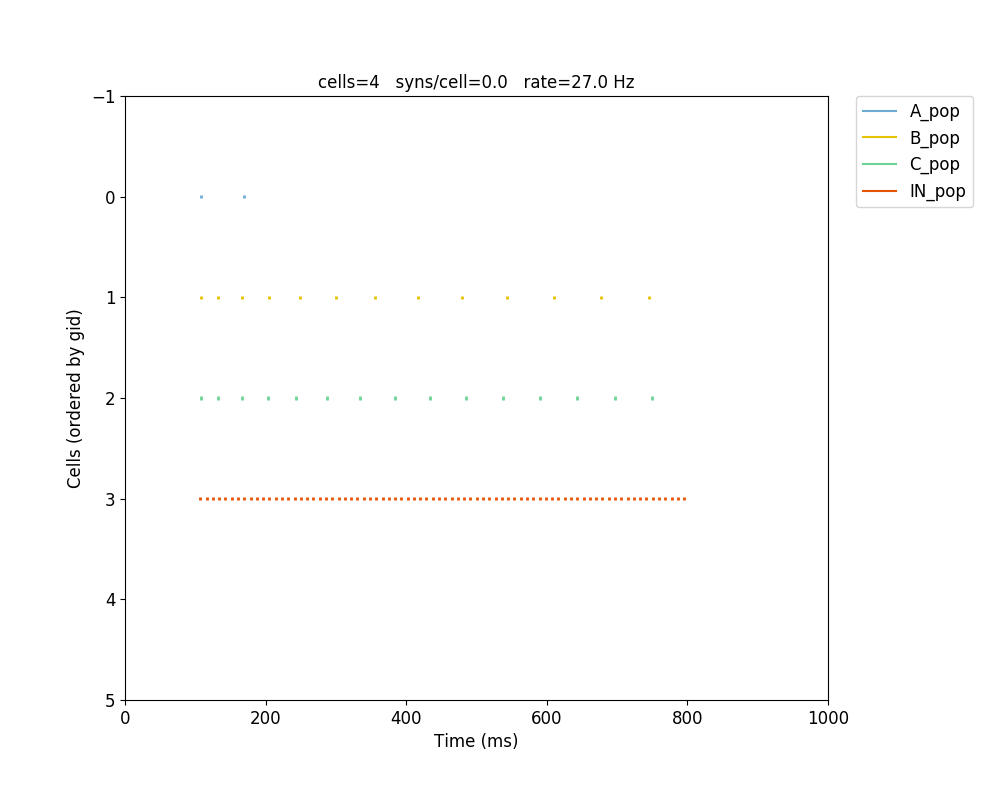 cells=4   syns/cell=0.0   rate=27.0 Hz
A_pop
B_pop
C_pop
IN_pop
−1
0
1
2
3
4
5
Cells (ordered by gid)
0 200 400 600 800 1000
Time (ms)